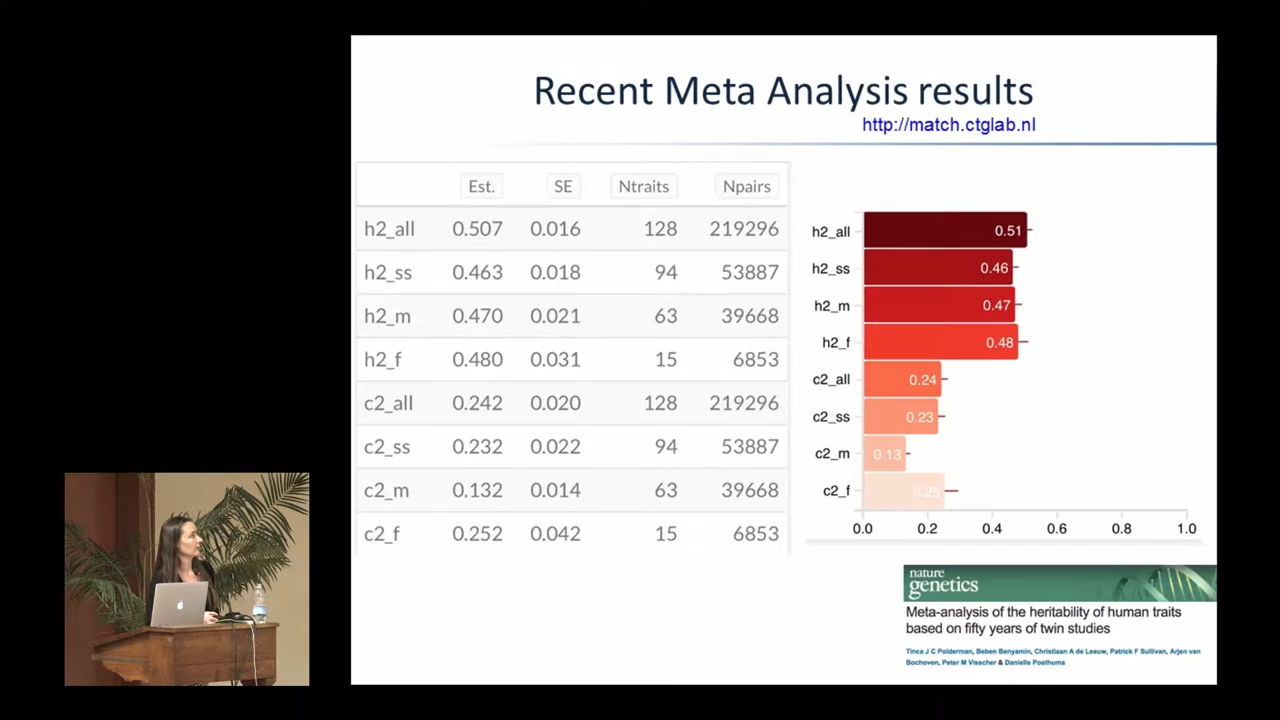 Recent Meta Analysis results
http://match.ctglab.nl
Est. SE Ntraits Npairs
h2_all 0.507 0.016 128 219296
h2_ss 0.463 0.018 94 53887
h2_m 0.470 0.021 63 39668
h2_f 0.480 0.031 15 6853
c2_all 0.242 0.020 128 219296
c2_ss 0.232 0.022 94 53887
c2_m 0.132 0.014 63 39668
c2_f 0.252 0.042 15 6853
h2_all 0.51
h2_ss 0.46
h2_m 0.47
h2_f 0.48
c2_all 0.24
c2_ss 0.23
c2_m 0.13
c2_f 0.25
0.0 0.2 0.4 0.6 0.8 1.0
nature
genetics
Meta-analysis of the heritability of human traits
based on fifty years of twin studies
Tinca J C Polderman, Beben Benyamin, Christiaan A de Leeuw, Patrick F Sullivan, Arjen van
Bochoven, Peter M Visscher & Danielle Posthuma